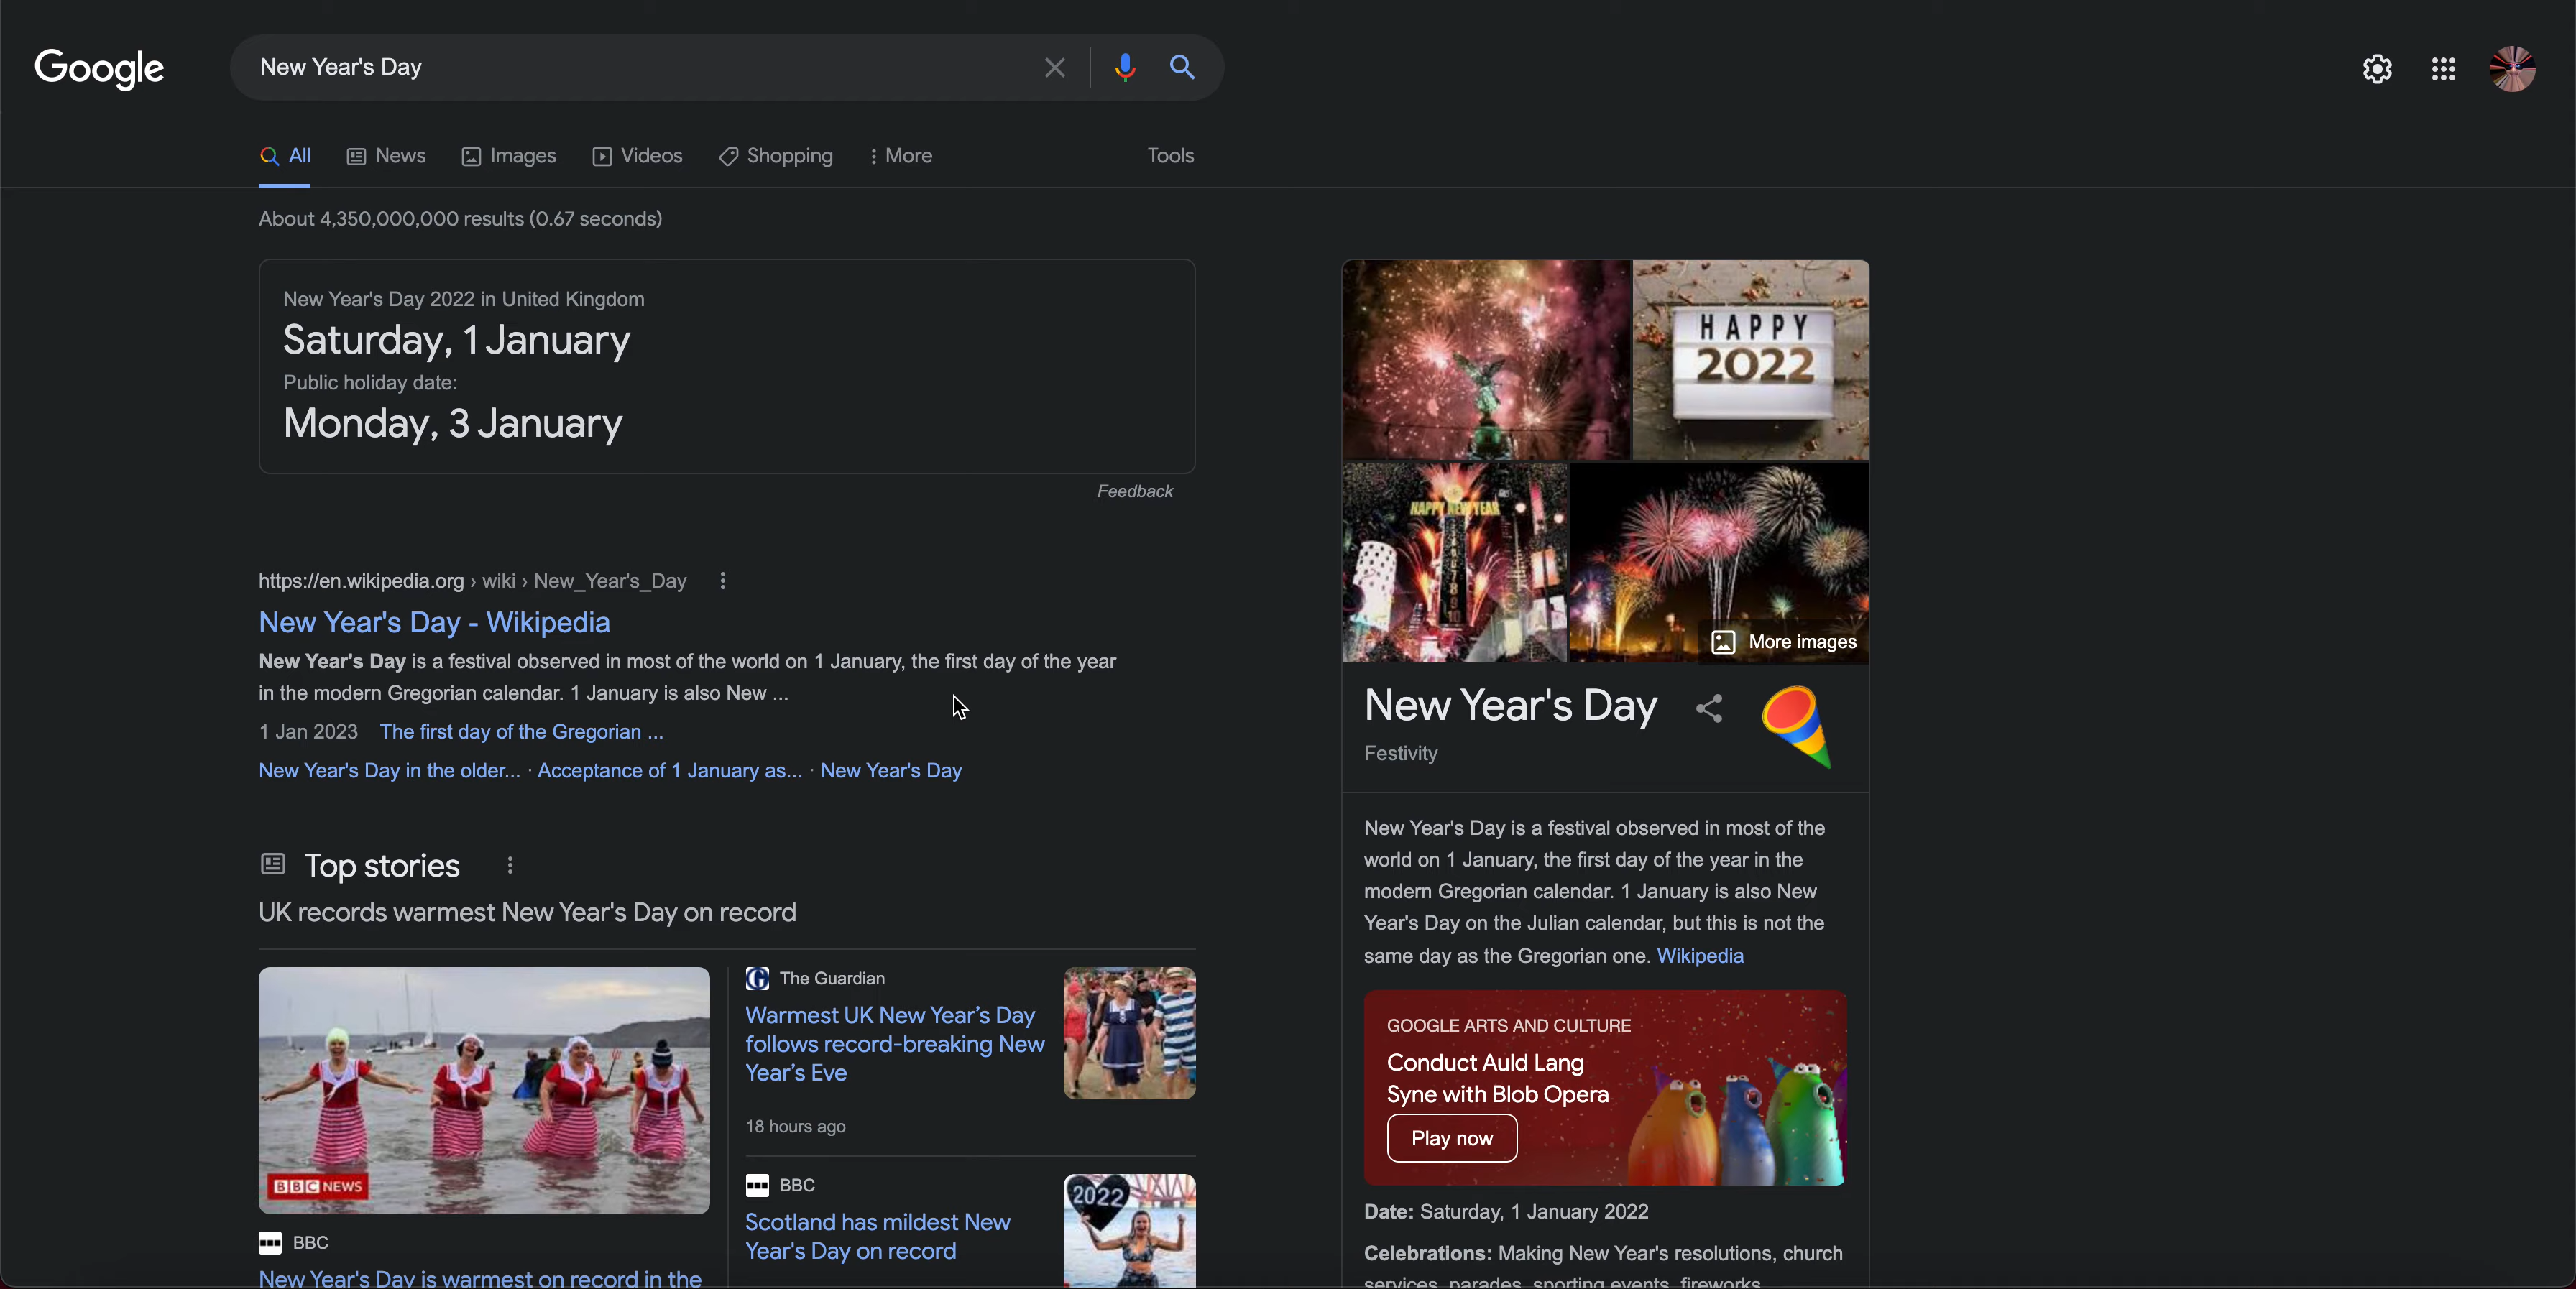 Google
New Year's Day
All
News
Images
Videos
Shopping
More
Tools
About 4,350,000,000 results (0.67 seconds)
New Year's Day 2022 in United Kingdom
Saturday, 1 January
Public holiday date:
Monday, 3 January
Feedback
https://en.wikipedia.org › wiki › New_Year's_Day
New Year's Day - Wikipedia
New Year's Day is a festival observed in most of the world on 1 January, the first day of the year
in the modern Gregorian calendar. 1 January is also New ...
1 Jan 2023 The first day of the Gregorian ...
New Year's Day in the older... · Acceptance of 1 January as... · New Year's Day
Top stories
UK records warmest New Year's Day on record
BBC NEWS
BBC
New Year's Day is warmest on record in the
The Guardian
Warmest UK New Year’s Day
follows record-breaking New
Year’s Eve
18 hours ago
BBC
Scotland has mildest New
Year's Day on record
2022
HAPPY
2022
HAPPY NEW YEAR
More images
New Year's Day
Festivity
New Year's Day is a festival observed in most of the
world on 1 January, the first day of the year in the
modern Gregorian calendar. 1 January is also New
Year's Day on the Julian calendar, but this is not the
same day as the Gregorian one. Wikipedia
GOOGLE ARTS AND CULTURE
Conduct Auld Lang
Syne with Blob Opera
Play now
Date: Saturday, 1 January 2022
Celebrations: Making New Year's resolutions, church
services, parades, sporting events, fireworks